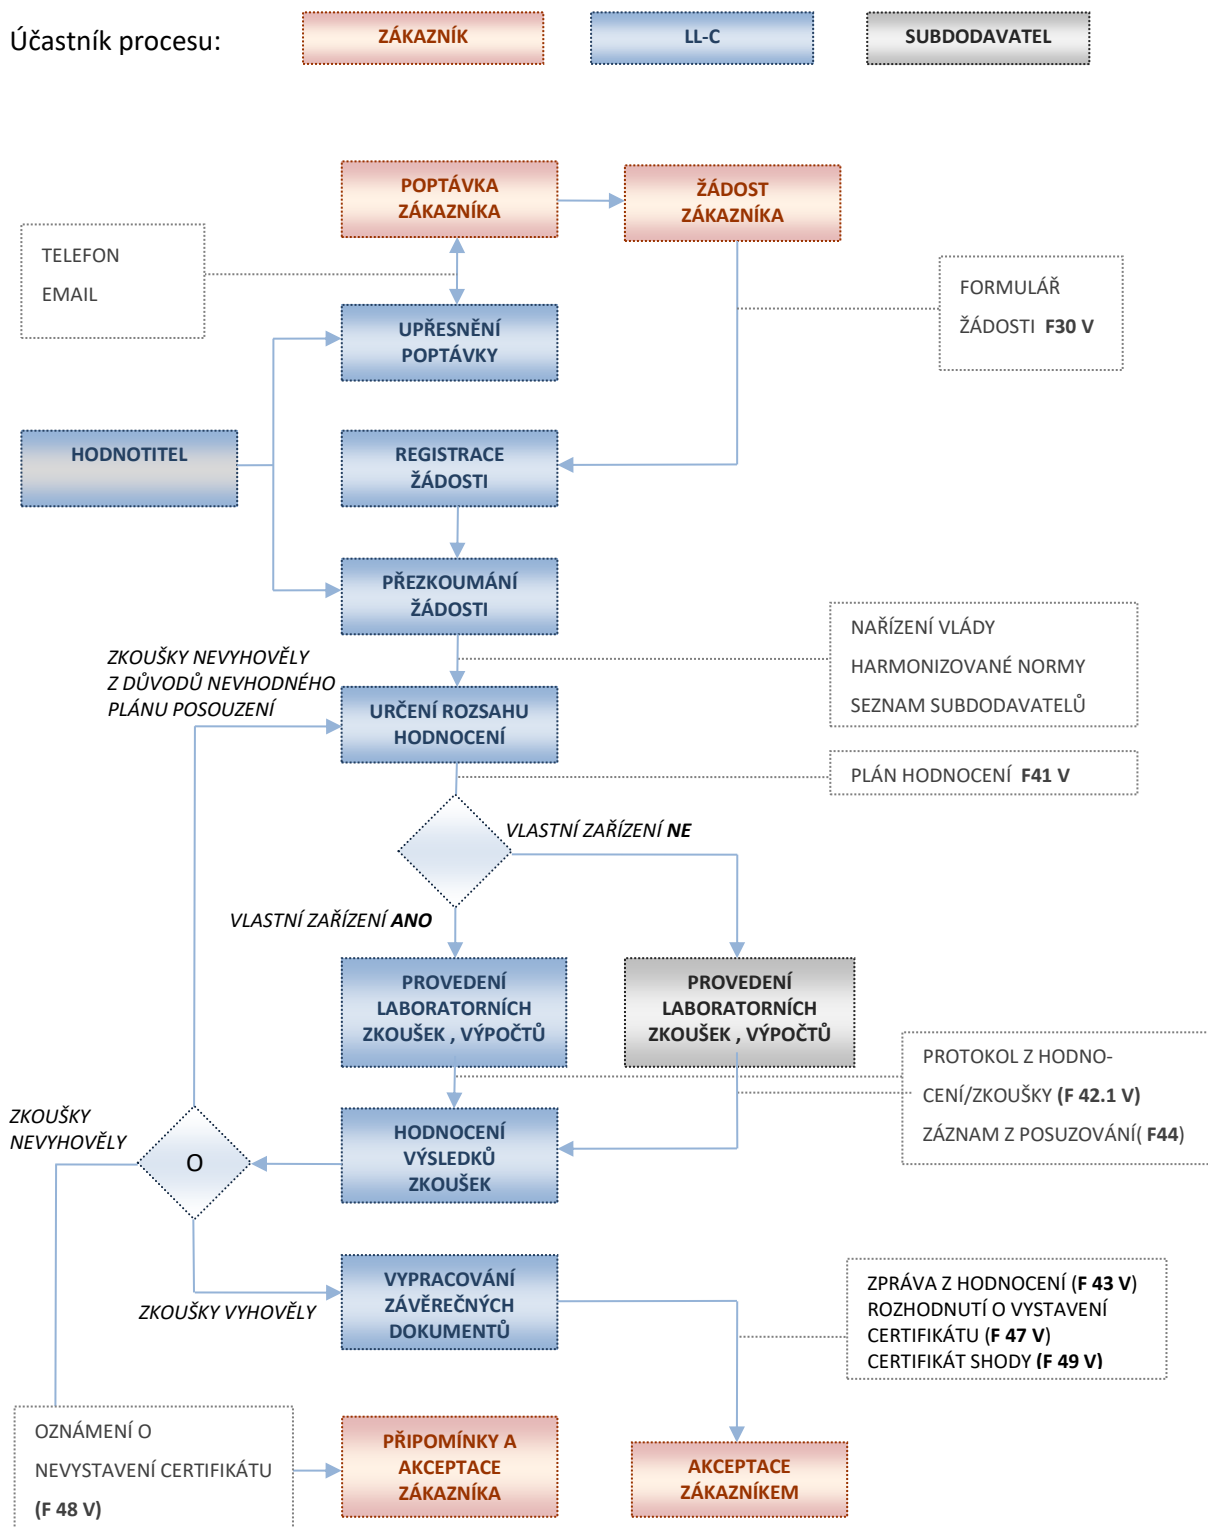 Účastník procesu:
ZÁKAZNÍK
LL-C
SUBDODAVATEL
POPTÁVKA
ZÁKAZNÍKA
ŽÁDOST
ZÁKAZNÍKA
TELEFON
EMAIL
FORMULÁŘ
ŽÁDOSTI F30 V
UPŘESNĚNÍ
POPTÁVKY
HODNOTITEL
REGISTRACE
ŽÁDOSTI
PŘEZKOUMÁNÍ
ŽÁDOSTI
NAŘÍZENÍ VLÁDY
HARMONIZOVANÉ NORMY
SEZNAM SUBDODAVATELŮ
ZKOUŠKY NEVYHOVĚLY
Z DŮVODŮ NEVHODNÉHO
PLÁNU POSOUZENÍ
URČENÍ ROZSAHU
HODNOCENÍ
PLÁN HODNOCENÍ F41 V
VLASTNÍ ZAŘÍZENÍ NE
VLASTNÍ ZAŘÍZENÍ ANO
PROVEDENÍ
LABORATORNÍCH
ZKOUŠEK , VÝPOČTŮ
PROVEDENÍ
LABORATORNÍCH
ZKOUŠEK , VÝPOČTŮ
PROTOKOL Z HODNO-
CENÍ/ZKOUŠKY (F 42.1 V)
ZÁZNAM Z POSUZOVÁNÍ( F44)
ZKOUŠKY
NEVYHOVĚLY
O
HODNOCENÍ
VÝSLEDKŮ
ZKOUŠEK
ZKOUŠKY VYHOVĚLY
VYPRACOVÁNÍ
ZÁVĚREČNÝCH
DOKUMENTŮ
ZPRÁVA Z HODNOCENÍ (F 43 V)
ROZHODNUTÍ O VYSTAVENÍ
CERTIFIKÁTU (F 47 V)
CERTIFIKÁT SHODY (F 49 V)
OZNÁMENÍ O
NEVYSTAVENÍ CERTIFIKÁTU
(F 48 V)
PŘIPOMÍNKY A
AKCEPTACE
ZÁKAZNÍKA
AKCEPTACE
ZÁKAZNÍKEM